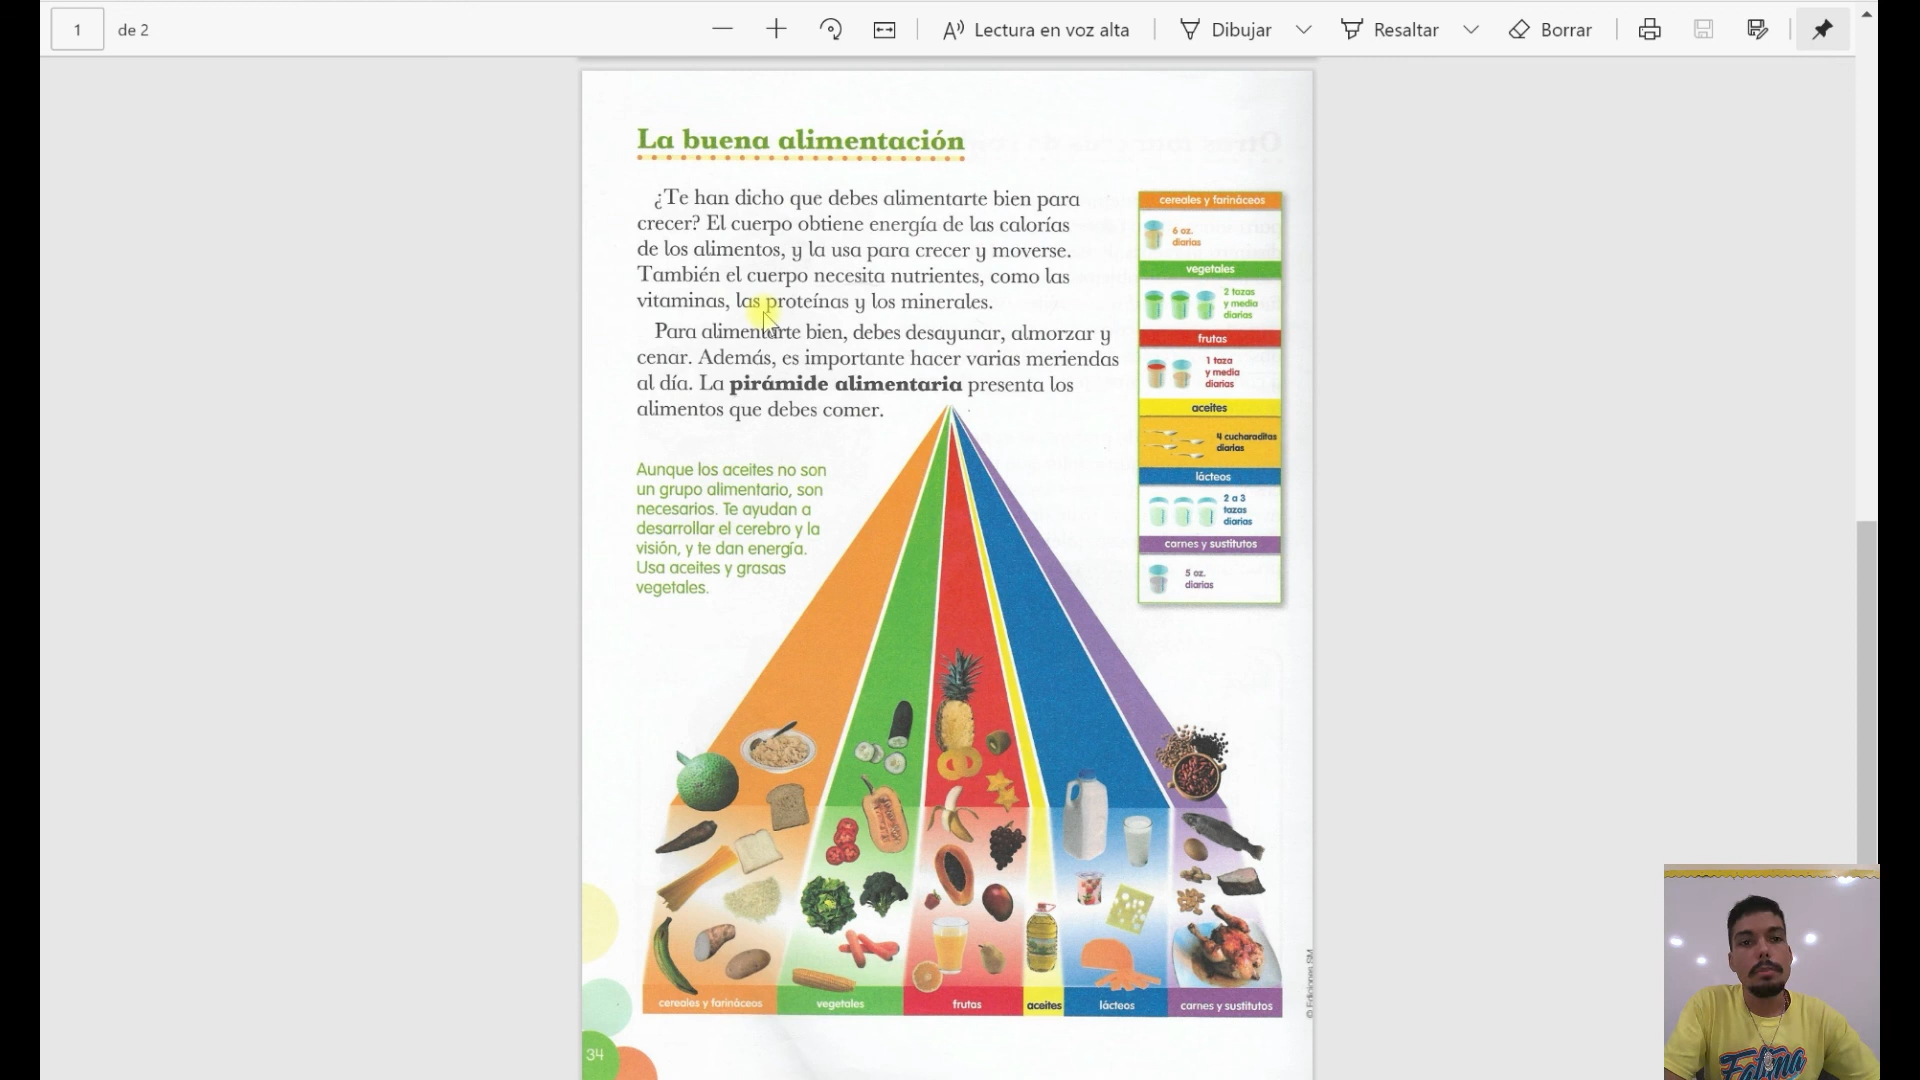 1
de 2
Lectura en voz alta
Dibujar
Resaltar
Borrar
La buena alimentación
¿Te han dicho que debes alimentarte bien para
crecer? El cuerpo obtiene energía de las calorías
de los alimentos, y la usa para crecer y moverse.
También el cuerpo necesita nutrientes, como las
vitaminas, las proteínas y los minerales.
Para alimentarte bien, debes desayunar, almorzar y
cenar. Además, es importante hacer varias meriendas
al día. La pirámide alimentaria presenta los
alimentos que debes comer.
Aunque los aceites no son
un grupo alimentario, son
necesarios. Te ayudan a
desarrollar el cerebro y la
visión, y te dan energía.
Usa aceites y grasas
vegetales.
cereales y farináceos
6 oz.
diarias
vegetales
2 tazas
y media
diarias
frutas
1 taza
y media
diarias
aceites
4 cucharaditas
diarias
lácteos
2 a 3
tazas
diarias
carnes y sustitutos
5 oz.
diarias
cereales y farináceos
vegetales
frutas
aceites
lácteos
carnes y sustitutos
© Ediciones SM
34
Fatima